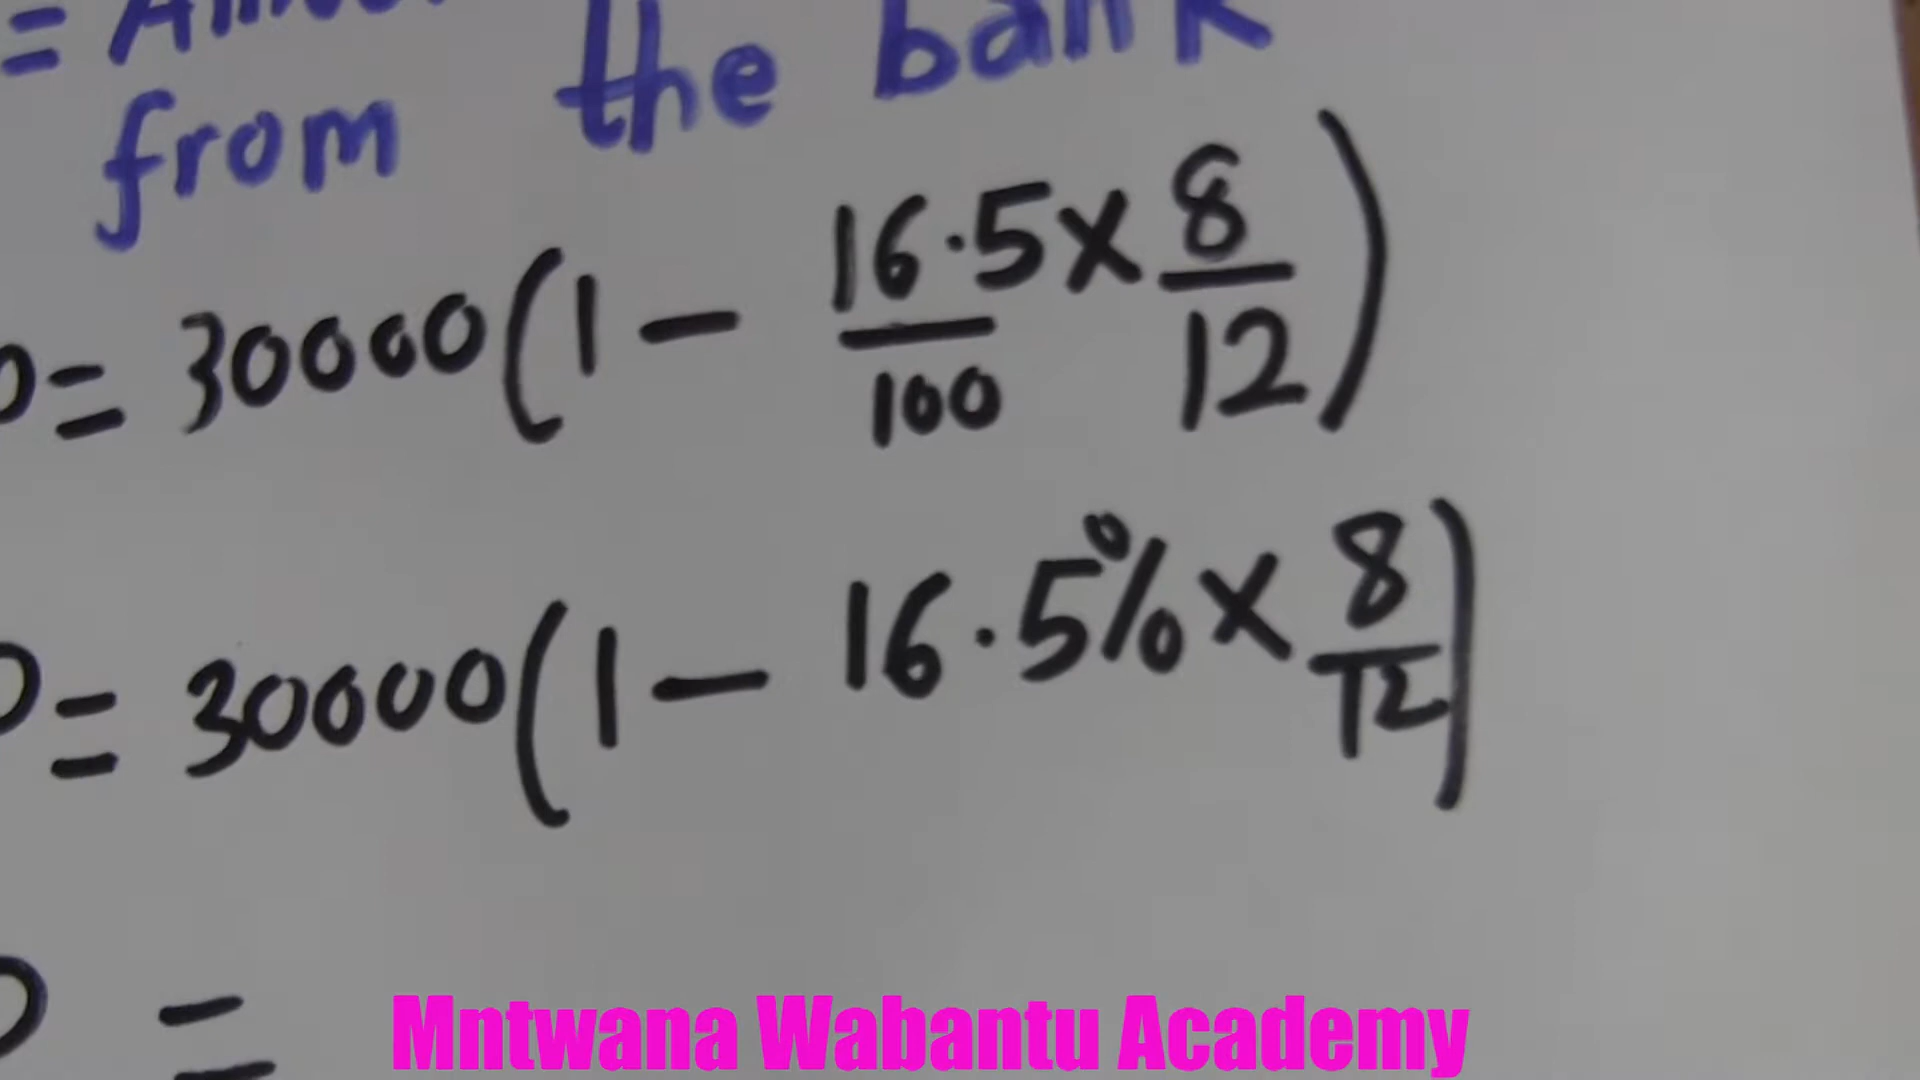 =
from the bank
= 30000(1 - 16.5/100 x 8/12)
= 30000(1 - 16.5% x 8/12)
=
Mntwana Wabantu Academy